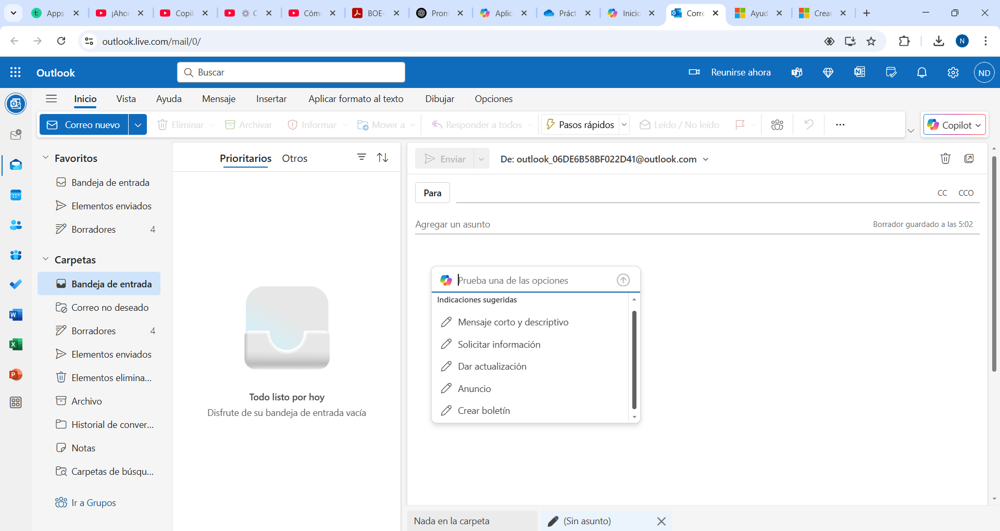 Apps
¡Ahor
Copil
C
Cómo
BOE-
Prom
Aplic
Práct
Inicio
Corre
Ayud
Crear
outlook.live.com/mail/0/
N
Outlook
Buscar
Reunirse ahora
ND
Inicio
Vista
Ayuda
Mensaje
Insertar
Aplicar formato al texto
Dibujar
Opciones
Correo nuevo
Eliminar
Archivar
Informar
Mover a
Responder a todos
Pasos rápidos
Leído / No leído
Copilot
Favoritos
Bandeja de entrada
Elementos enviados
Borradores 4
Carpetas
Bandeja de entrada
Correo no deseado
Borradores 4
Elementos enviados
Elementos elimina...
Archivo
Historial de conver...
Notas
Carpetas de búsqu...
Ir a Grupos
Prioritarios
Otros
Todo listo por hoy
Disfrute de su bandeja de entrada vacía
Enviar
De: outlook_06DE6B58BF022D41@outlook.com
Para
CC
CCO
Agregar un asunto
Borrador guardado a las 5:02
Prueba una de las opciones
Indicaciones sugeridas
Mensaje corto y descriptivo
Solicitar información
Dar actualización
Anuncio
Crear boletín
Nada en la carpeta
(Sin asunto)